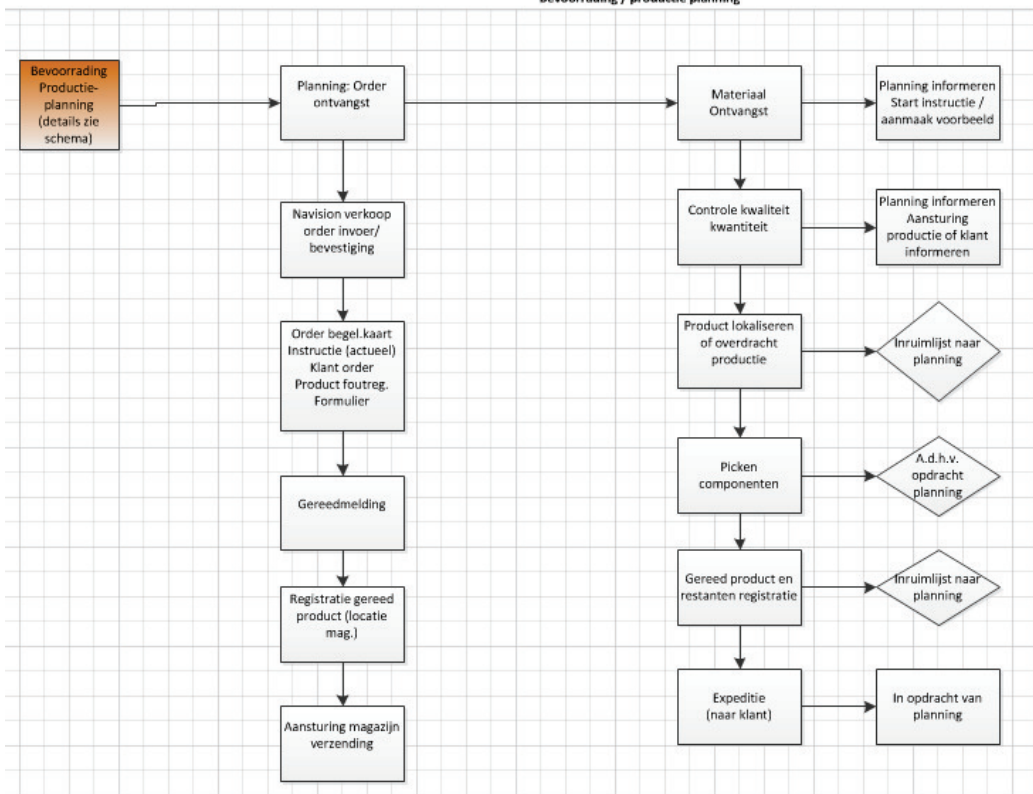 Bevoorrading / productie planning
Bevoorrading
Productie-
planning
(details zie
schema)
Planning: Order
ontvangst
Materiaal
Ontvangst
Planning informeren
Start instructie /
aanmaak voorbeeld
Navision verkoop
order invoer/
bevestiging
Controle kwaliteit
kwantiteit
Planning informeren
Aansturing
productie of klant
informeren
Order begel.kaart
Instructie (actueel)
Klant order
Product foutreg.
Formulier
Product lokaliseren
of overdracht
productie
Inruimlijst naar
planning
Gereedmelding
Picken
componenten
A.d.h.v.
opdracht
planning
Registratie gereed
product (locatie
mag.)
Gereed product en
restanten registratie
Inruimlijst naar
planning
Aansturing magazijn
verzending
Expeditie
(naar klant)
In opdracht van
planning